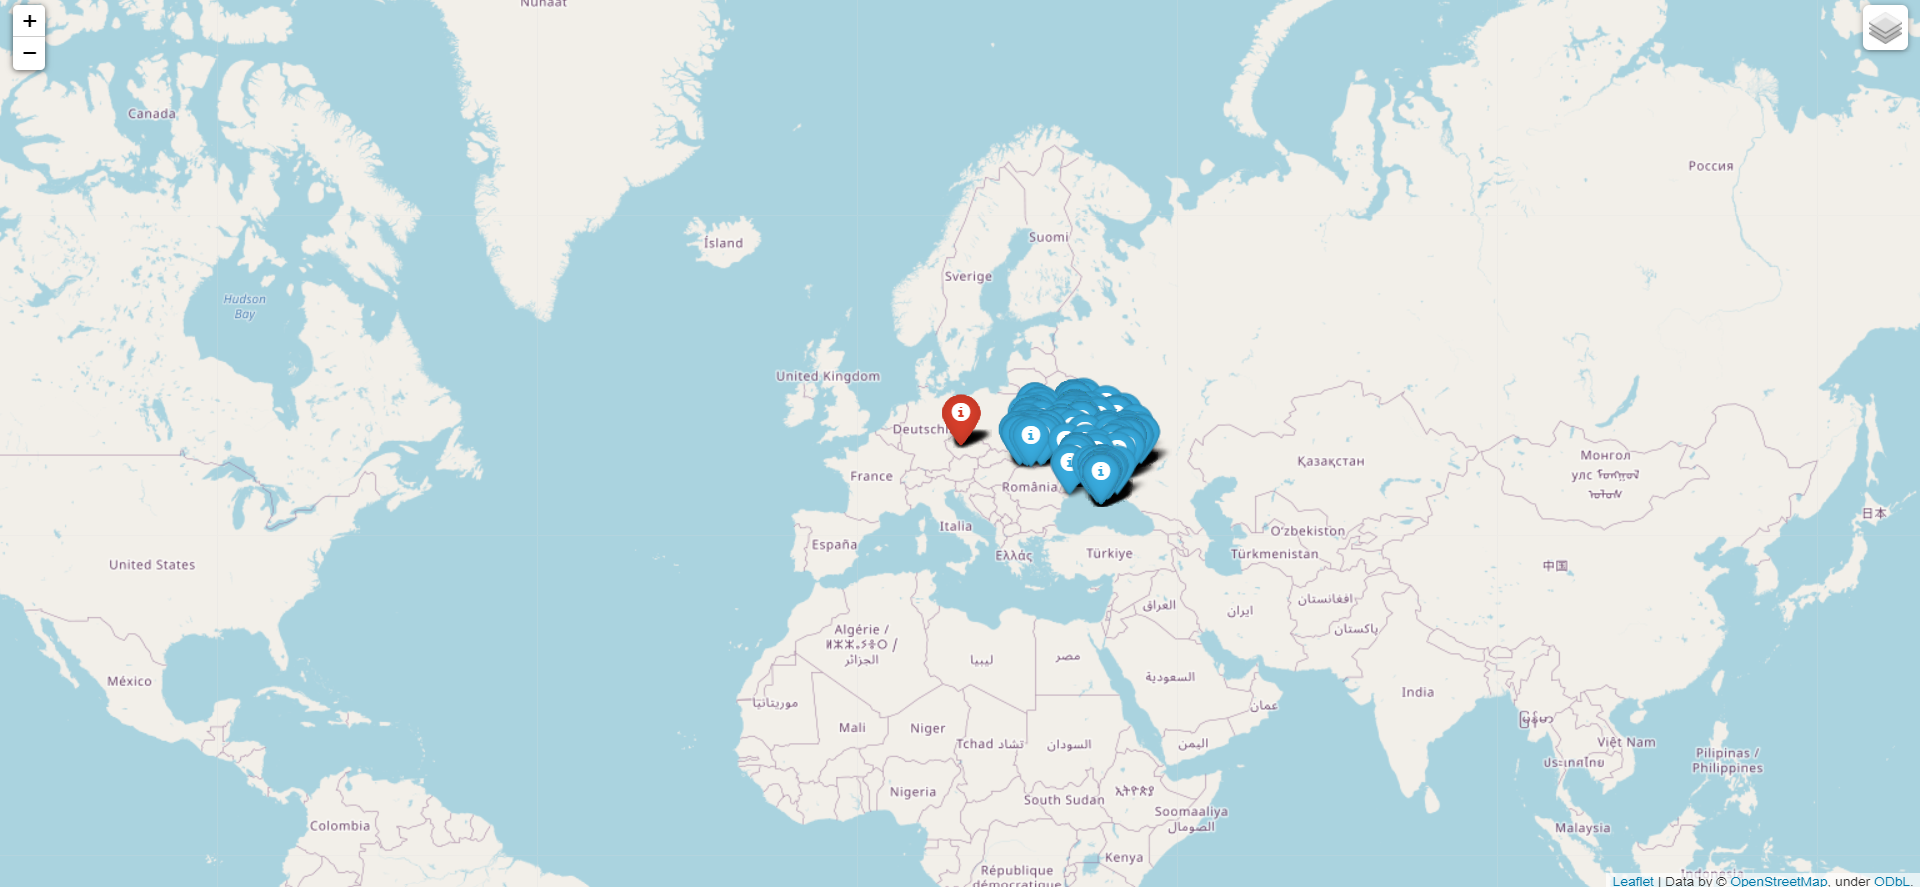 Nunaat
+
−
Canada
Россия
Ísland
Suomi
Sverige
Hudson
Bay
United Kingdom
Deutschl
France
România
Қазақстан
Монгол
улс
日本
Italia
España
Ελλάς
Türkiye
O'zbekiston
Türkmenistan
United States
中国
العراق
ایران
افغانستان
پاکستان
Algérie /
ⵍⵣⵣⴰⵢⴻⵔ /
الجزائر
ليبيا
مصر
السعودية
México
India
عمان
موريتانيا
Mali
Niger
Tchad تشاد
السودان
اليمن
မြန်မာ
Việt Nam
ประเทศไทย
Pilipinas /
Philippines
Nigeria
South Sudan
ኢትዮጵያ
Soomaaliya
الصومال
Colombia
Malaysia
Kenya
République
démocratique
Indonesia
Leaflet | Data by © OpenStreetMap, under ODbL.